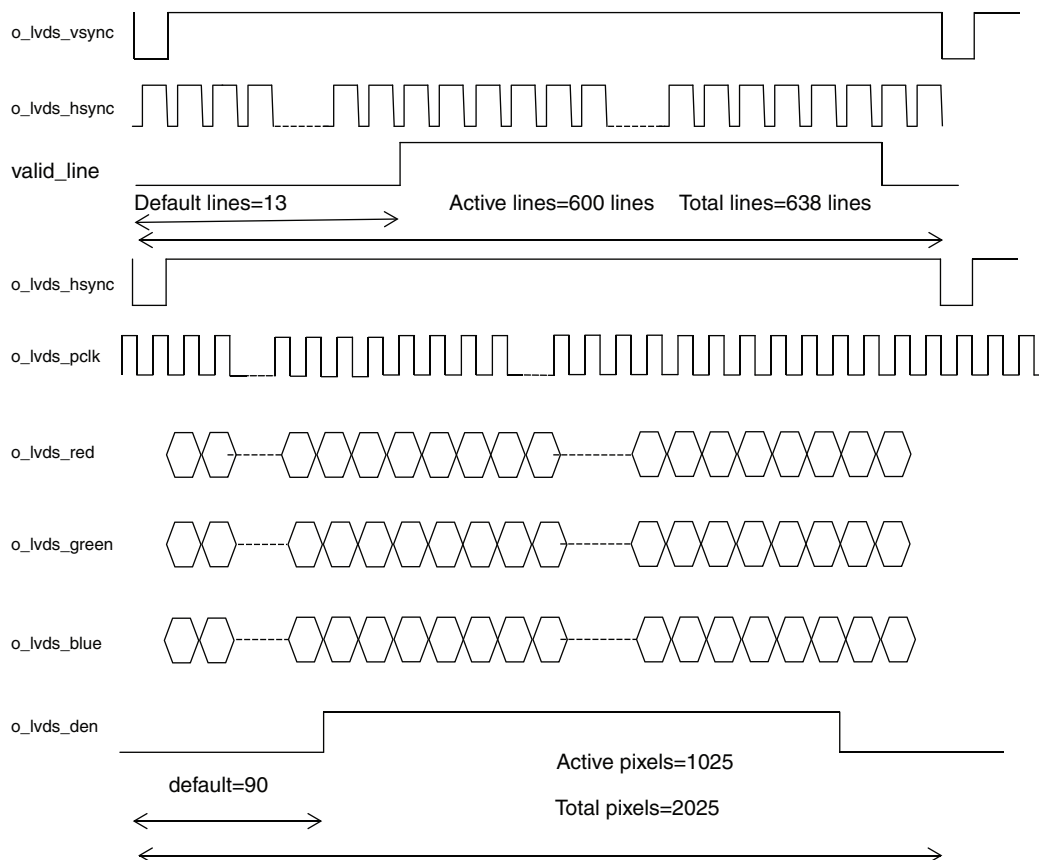 o_lvds_vsync
o_lvds_hsync
valid_line
Default lines=13 Active lines=600 lines Total lines=638 lines
o_lvds_hsync
o_lvds_pclk
o_lvds_red
o_lvds_green
o_lvds_blue
o_lvds_den
Active pixels=1025
default=90
Total pixels=2025